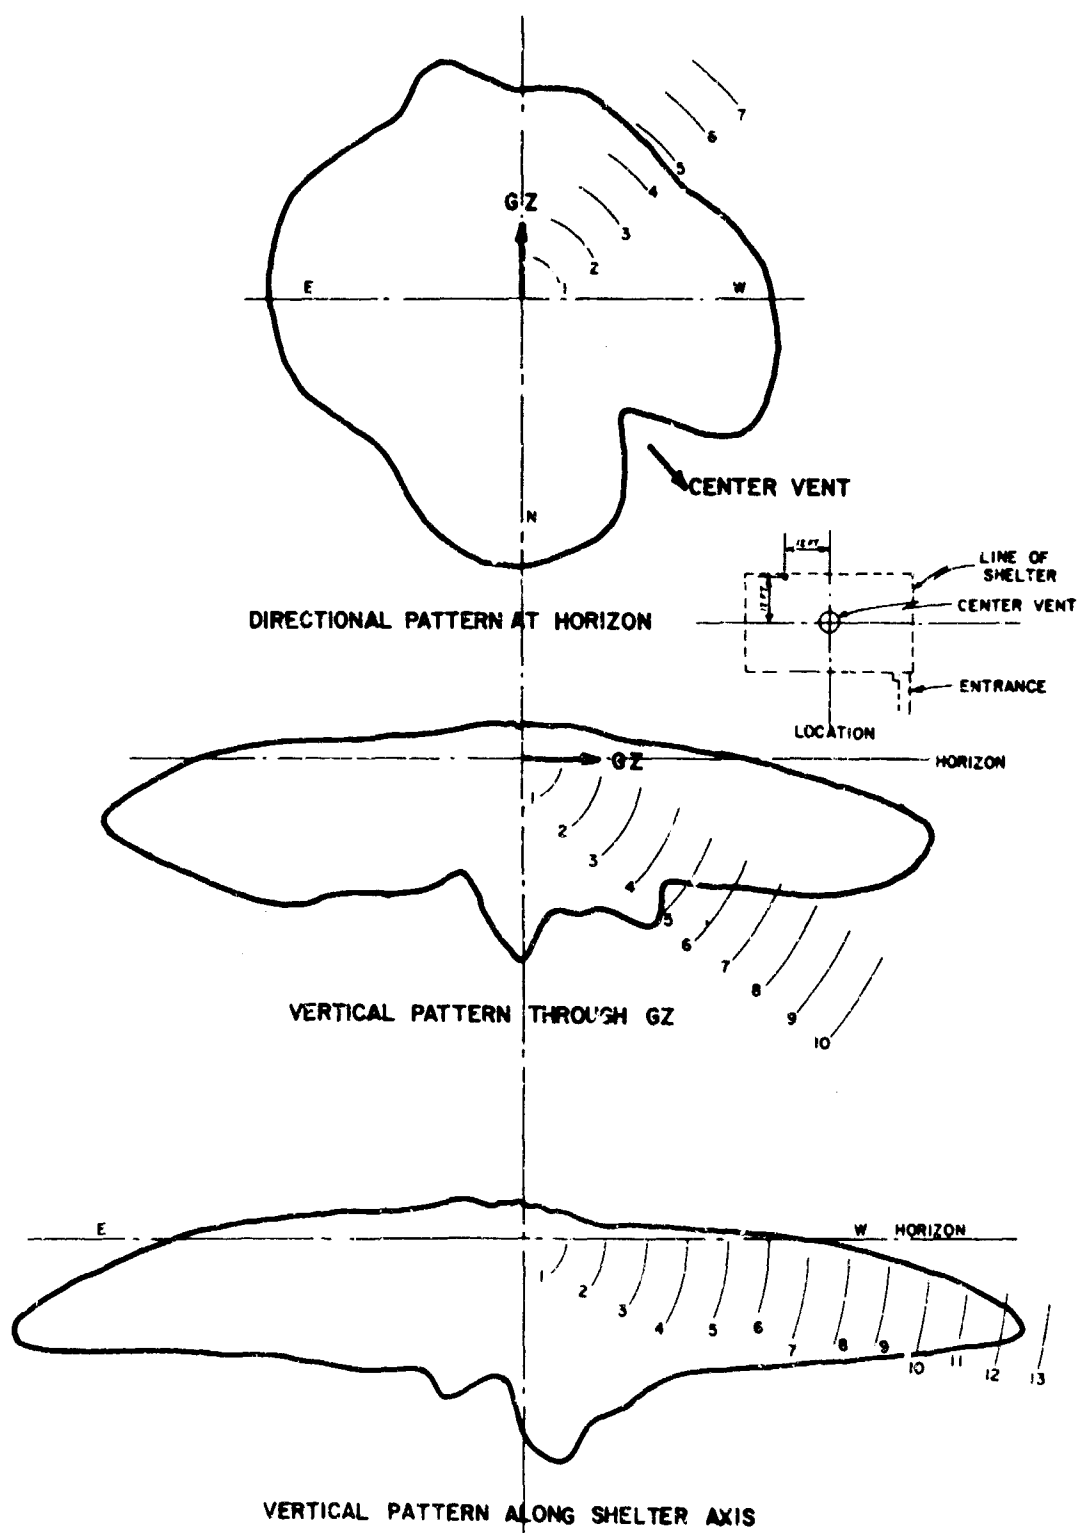 7
6
5
4
GZ
3
2
1
E
W
CENTER VENT
N
12 FT
LINE OF
SHELTER
12 FT
CENTER VENT
DIRECTIONAL PATTERN AT HORIZON
ENTRANCE
LOCATION
GZ
HORIZON
1
2
3
4
5
6
7
8
9
10
VERTICAL PATTERN THROUGH GZ
E
W HORIZON
1
2
3
4
5
6
7
8
9
10
11
12
13
VERTICAL PATTERN ALONG SHELTER AXIS